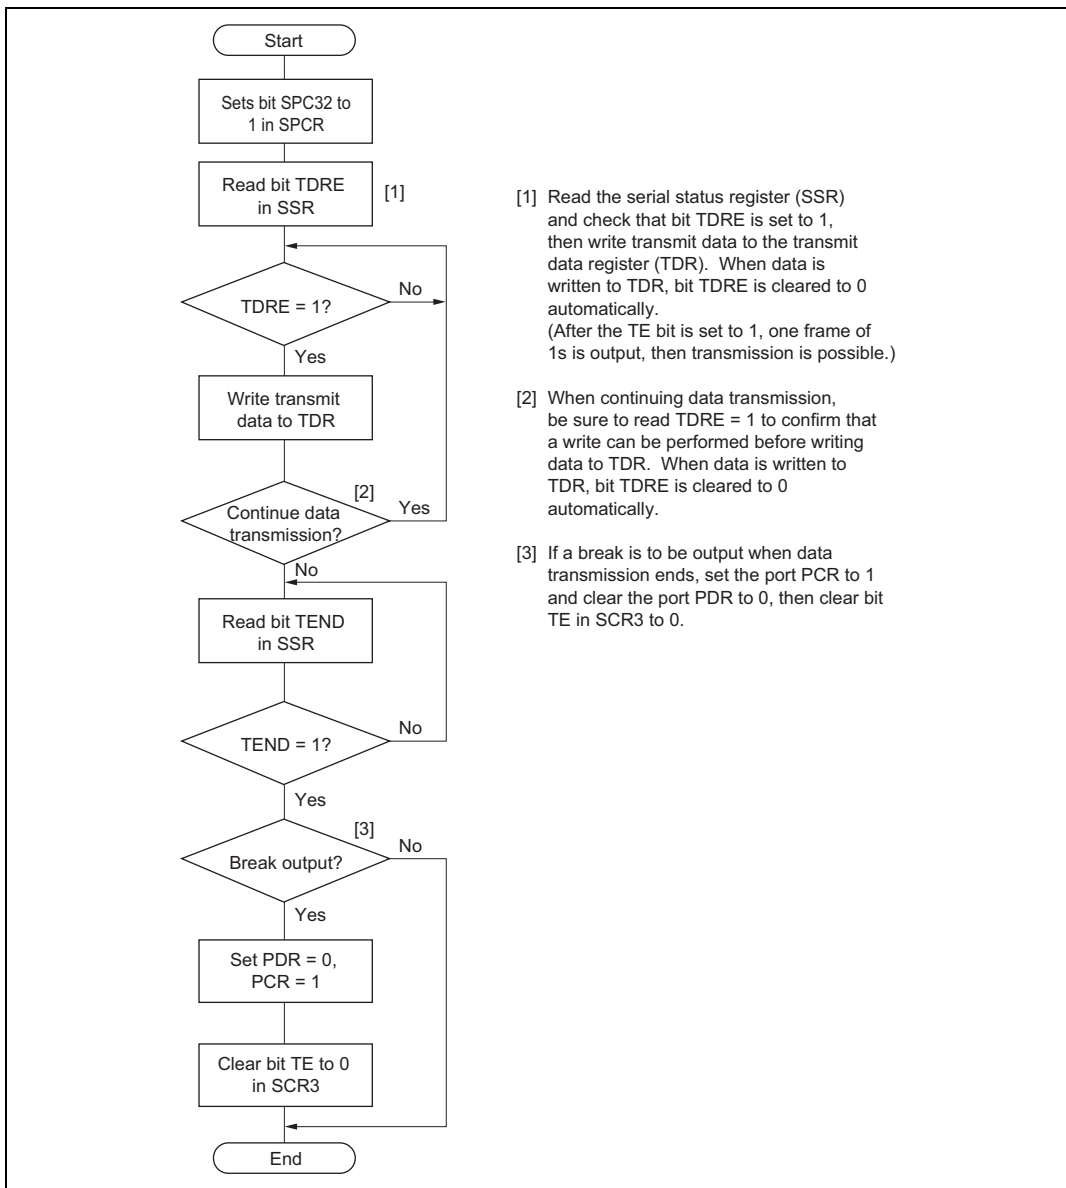 Start
Sets bit SPC32 to
1 in SPCR
Read bit TDRE
in SSR
[1]
TDRE = 1?
No
Yes
Write transmit
data to TDR
[2]
Continue data
transmission?
Yes
No
Read bit TEND
in SSR
TEND = 1?
No
Yes
[3]
Break output?
No
Yes
Set PDR = 0,
PCR = 1
Clear bit TE to 0
in SCR3
End
[1] Read the serial status register (SSR)
and check that bit TDRE is set to 1,
then write transmit data to the transmit
data register (TDR). When data is
written to TDR, bit TDRE is cleared to 0
automatically.
(After the TE bit is set to 1, one frame of
1s is output, then transmission is possible.)
[2] When continuing data transmission,
be sure to read TDRE = 1 to confirm that
a write can be performed before writing
data to TDR. When data is written to
TDR, bit TDRE is cleared to 0
automatically.
[3] If a break is to be output when data
transmission ends, set the port PCR to 1
and clear the port PDR to 0, then clear bit
TE in SCR3 to 0.